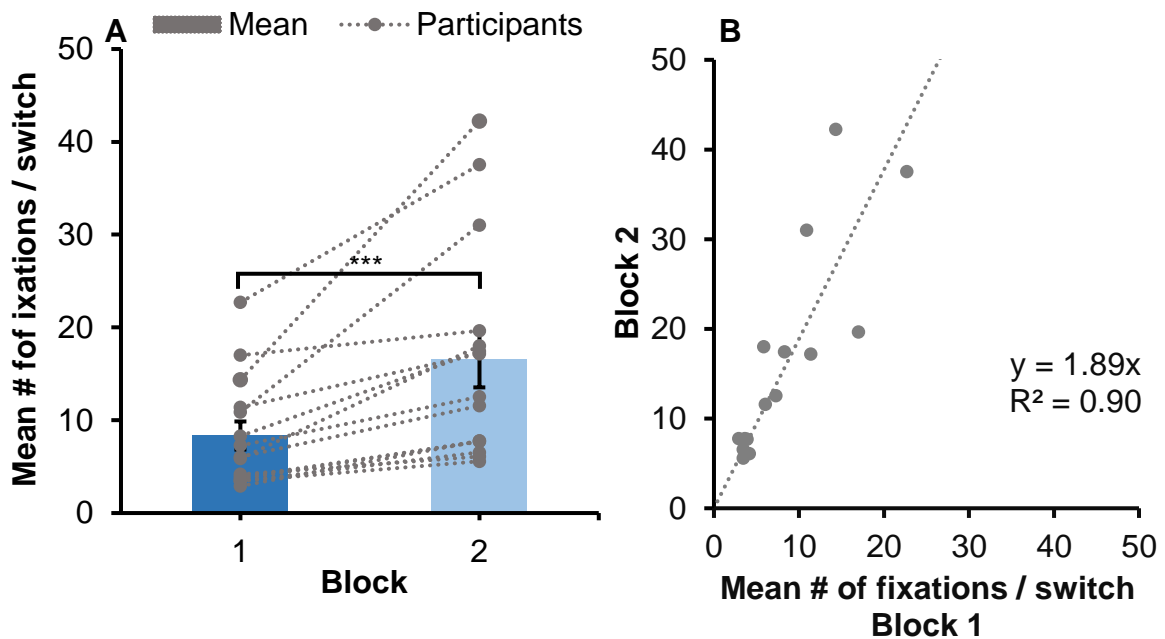 A
Mean
Participants
Mean # fof ixations / switch
50
40
30
20
10
0
***
1
2
Block
B
Block 2
50
40
30
20
10
0
y = 1.89x
R² = 0.90
0 10 20 30 40 50
Mean # of fixations / switch
Block 1